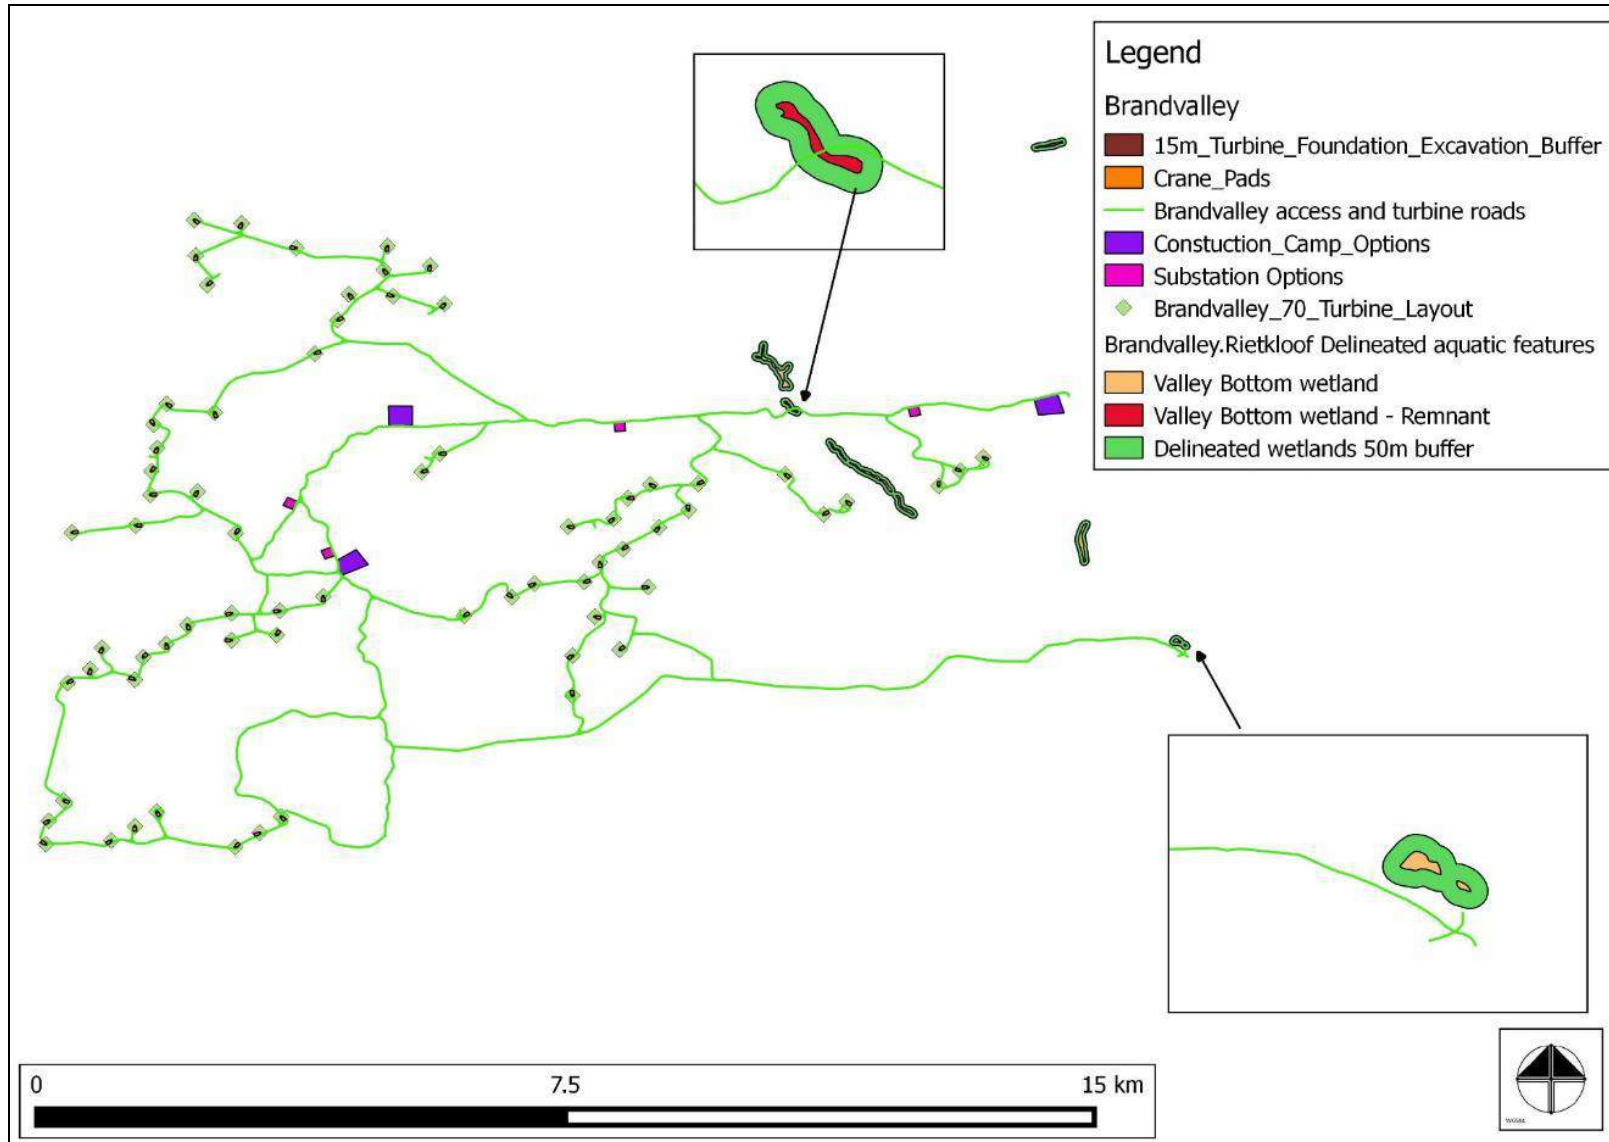 Legend
Brandvalley
15m_Turbine_Foundation_Excavation_Buffer
Crane_Pads
Brandvalley access and turbine roads
Constuction_Camp_Options
Substation Options
Brandvalley_70_Turbine_Layout
Brandvalley.Rietkloof Delineated aquatic features
Valley Bottom wetland
Valley Bottom wetland - Remnant
Delineated wetlands 50m buffer
0 7.5 15 km